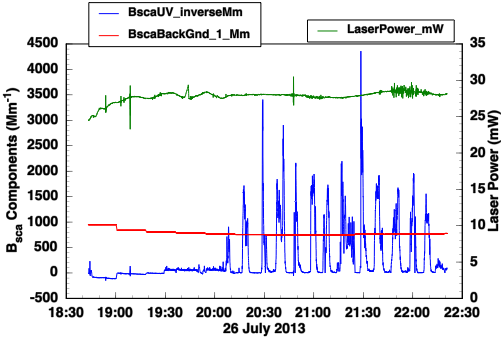 BscaUV_inverseMm
BscaBackGnd_1_Mm
LaserPower_mW
4500
4000
3500
3000
2500
2000
1500
1000
500
0
-500
Bsca Components (Mm-1)
35
30
25
20
15
10
5
0
Laser Power (mW)
18:30 19:00 19:30 20:00 20:30 21:00 21:30 22:00 22:30
26 July 2013